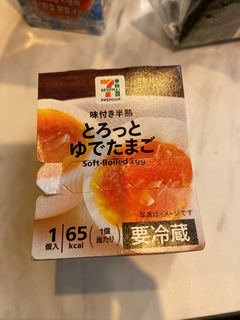 7
SEVEN&i
PREMIUM
味付き半熟
とろっと
ゆでたまご
Soft-Boiled Egg
写真はイメージです
1個入
65kcal
(1個当たり)
要冷蔵